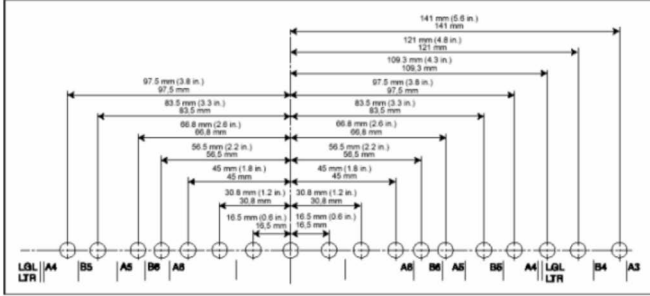 141 mm (5.6 in.)
141 mm
121 mm (4.8 in.)
121 mm
109.3 mm (4.3 in.)
109,3 mm
97.5 mm (3.8 in.)
97,5 mm
97.5 mm (3.8 in.)
97,5 mm
83.5 mm (3.3 in.)
83,5 mm
83.5 mm (3.3 in.)
83,5 mm
66.8 mm (2.6 in.)
66,8 mm
66.8 mm (2.6 in.)
66,8 mm
56.5 mm (2.2 in.)
56,5 mm
56.5 mm (2.2 in.)
56,5 mm
45 mm (1.8 in.)
45 mm
45 mm (1.8 in.)
45 mm
30.8 mm (1.2 in.)
30,8 mm
30.8 mm (1.2 in.)
30,8 mm
16.5 mm (0.6 in.)
16,5 mm
16.5 mm (0.6 in.)
16,5 mm
LGL A4 B5 A5 B6 A6 A6 B6 A5 B5 A4 LGL B4 A3
LTR LTR